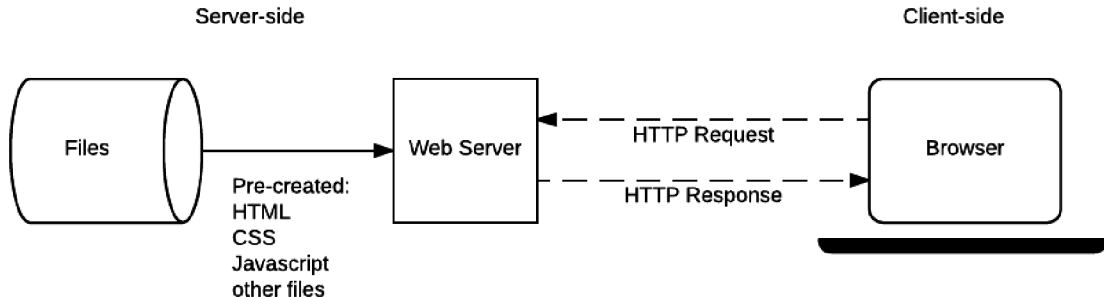 Server-side
Client-side
Files
Web Server
HTTP Request
Browser
HTTP Response
Pre-created:
HTML
CSS
Javascript
other files